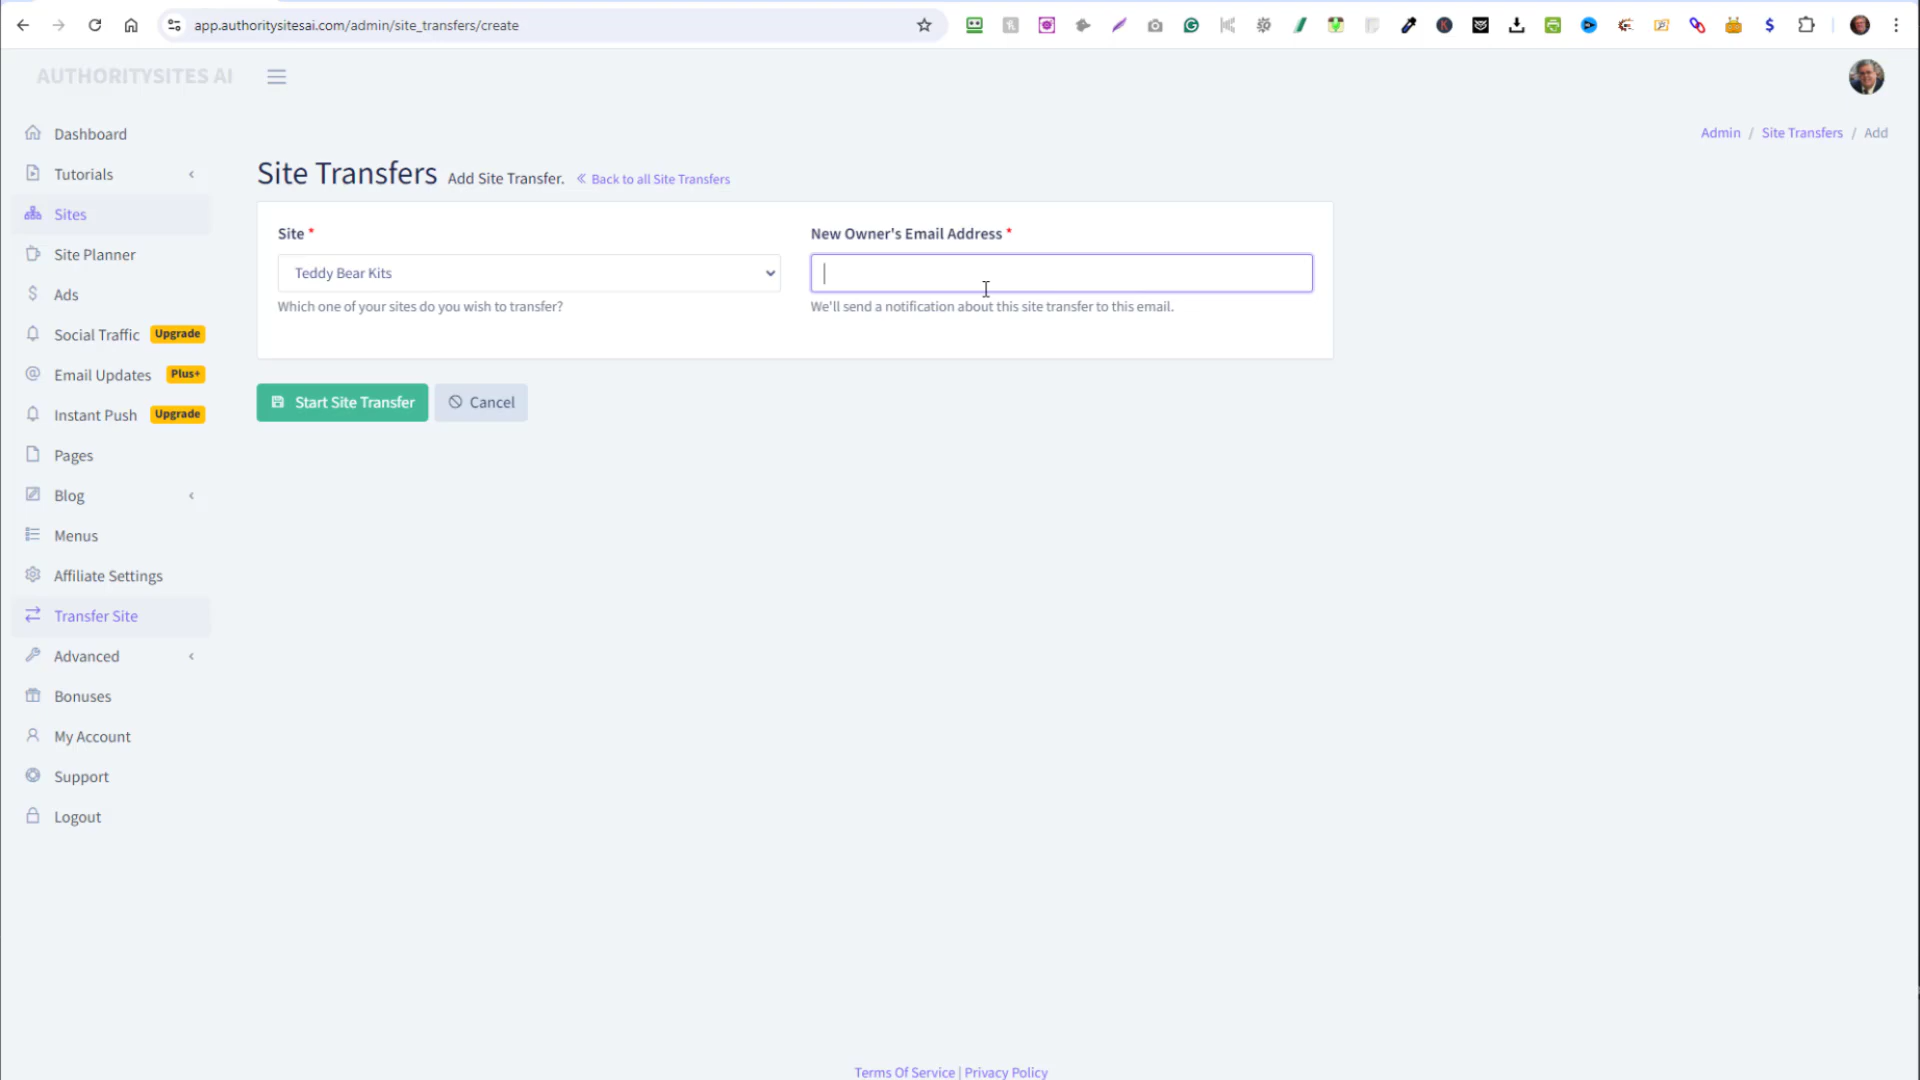 app.authoritysitesai.com/admin/site_transfers/create
AUTHORITYSITES AI
Admin / Site Transfers / Add
Dashboard
Tutorials
Sites
Site Planner
Ads
Social Traffic Upgrade
Email Updates Plus+
Instant Push Upgrade
Pages
Blog
Menus
Affiliate Settings
Transfer Site
Advanced
Bonuses
My Account
Support
Logout
Site Transfers Add Site Transfer. « Back to all Site Transfers
Site *
Teddy Bear Kits
Which one of your sites do you wish to transfer?
New Owner's Email Address *
We'll send a notification about this site transfer to this email.
Start Site Transfer
Cancel
Terms Of Service | Privacy Policy